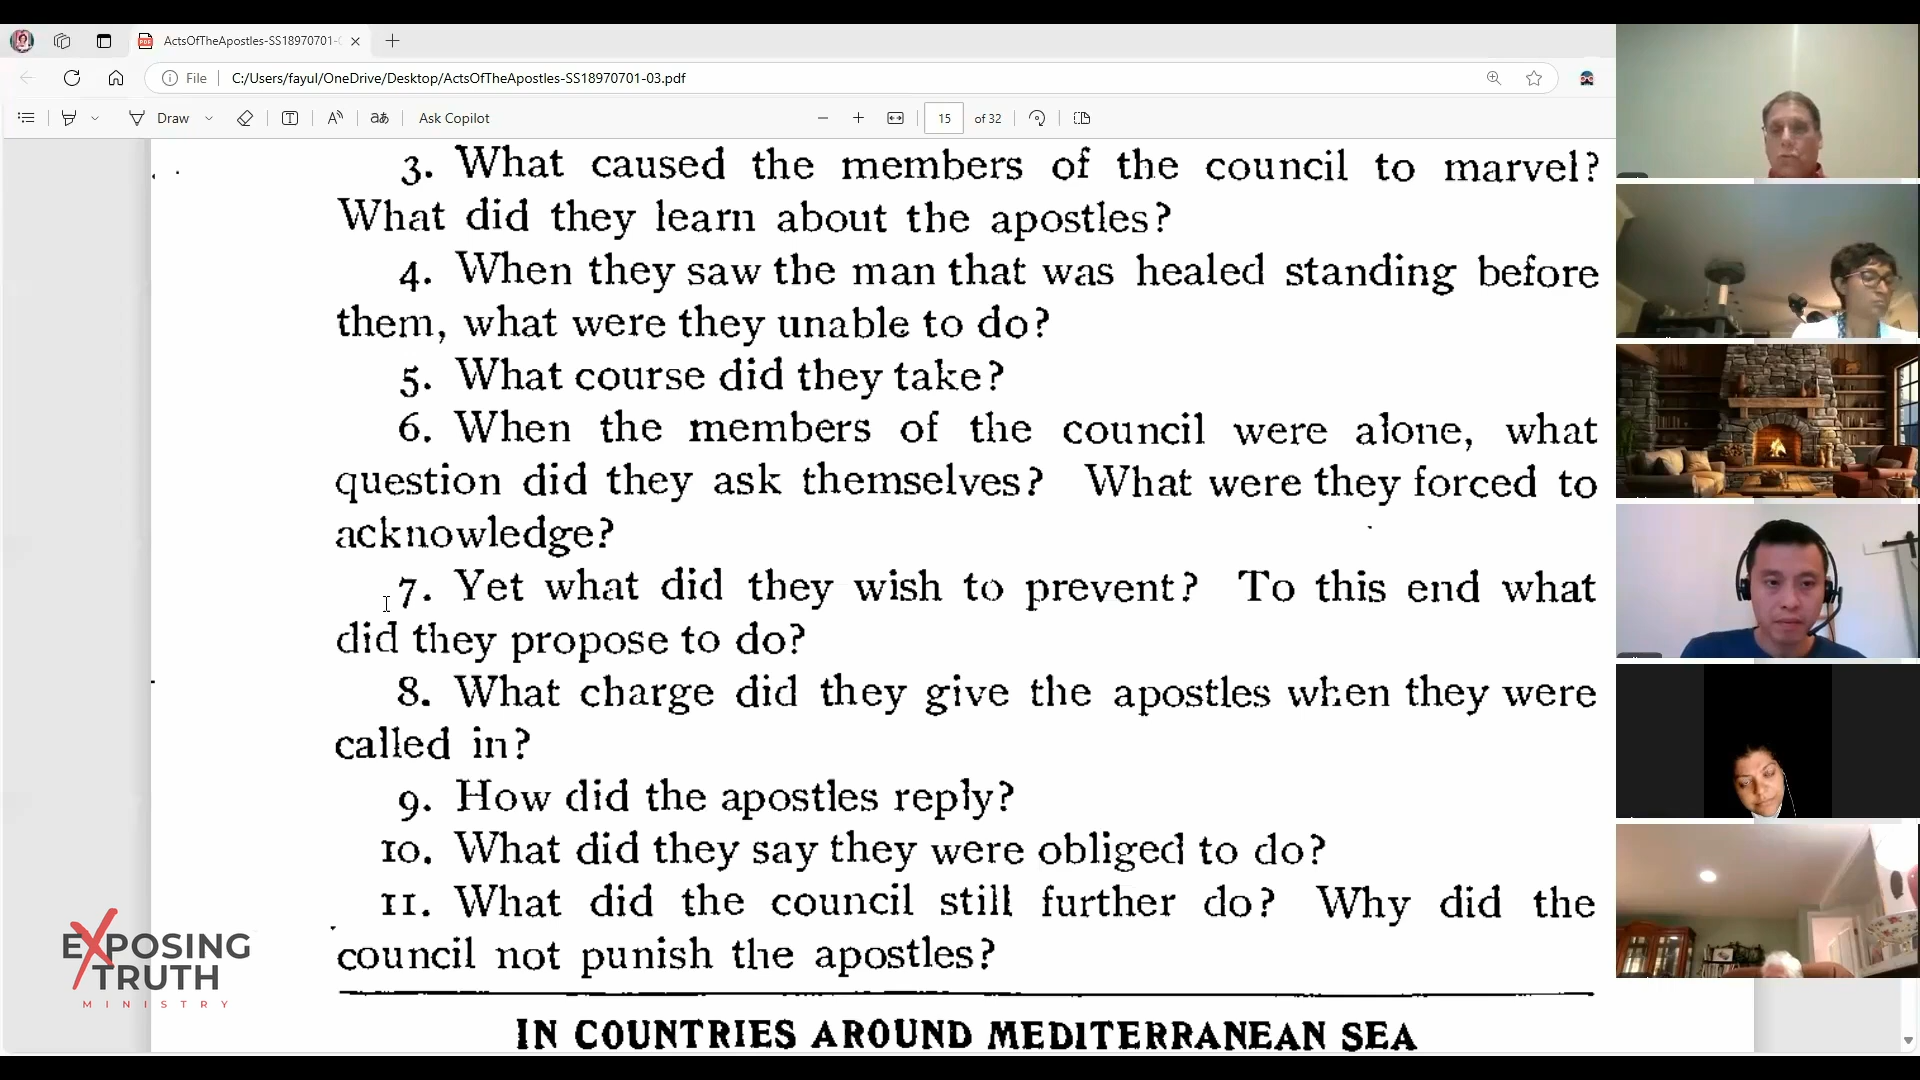 ActsOfTheApostles-SS18970701-
File
C:/Users/fayul/OneDrive/Desktop/ActsOfTheApostles-SS18970701-03.pdf
Draw
Ask Copilot
15 of 32
3. What caused the members of the council to marvel?
What did they learn about the apostles?
4. When they saw the man that was healed standing before
them, what were they unable to do?
5. What course did they take?
6. When the members of the council were alone, what
question did they ask themselves? What were they forced to
acknowledge?
7. Yet what did they wish to prevent? To this end what
did they propose to do?
8. What charge did they give the apostles when they were
called in?
9. How did the apostles reply?
10. What did they say they were obliged to do?
11. What did the council still further do? Why did the
council not punish the apostles?
IN COUNTRIES AROUND MEDITERRANEAN SEA
EXPOSING
TRUTH
MINISTRY